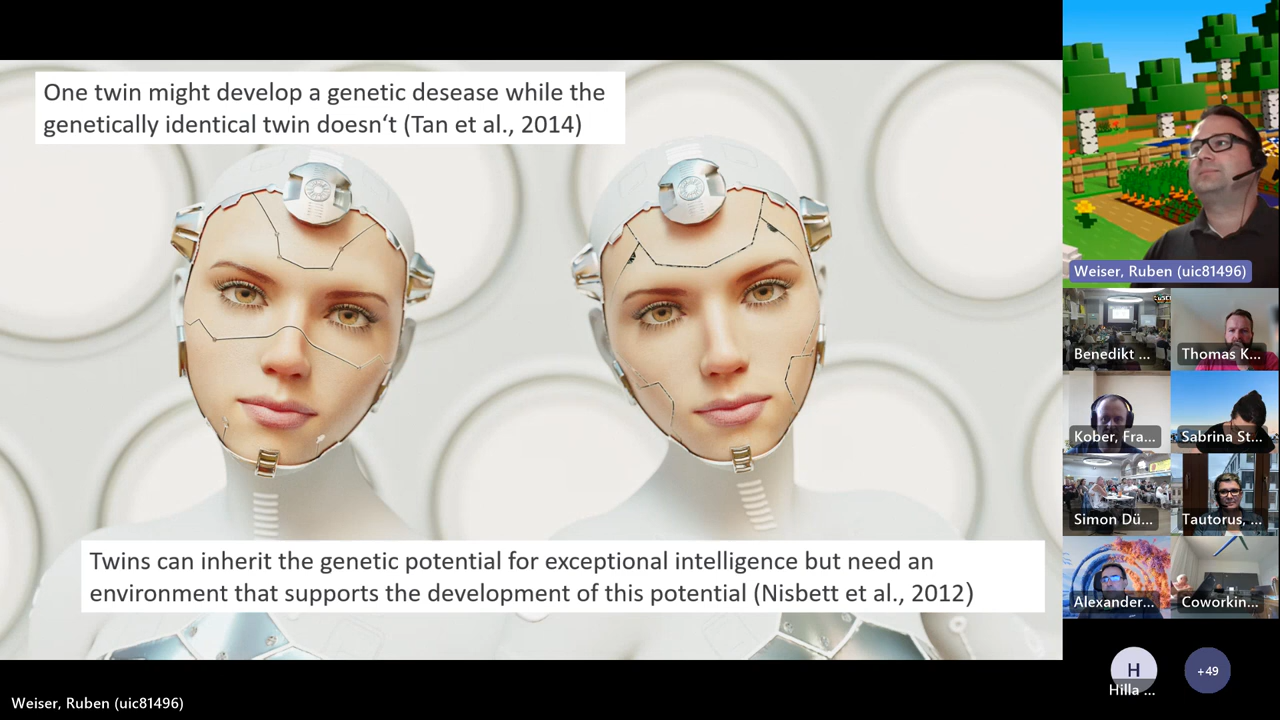 One twin might develop a genetic desease while the
genetically identical twin doesn‘t (Tan et al., 2014)
Twins can inherit the genetic potential for exceptional intelligence but need an
environment that supports the development of this potential (Nisbett et al., 2012)
Weiser, Ruben (uic81496)
Weiser, Ruben (uic81496)
Benedikt ...
Thomas K...
Kober, Fra...
Sabrina St...
Simon Dü...
Tautorus, ...
Alexander...
Coworkin...
H
Hilla ...
+49